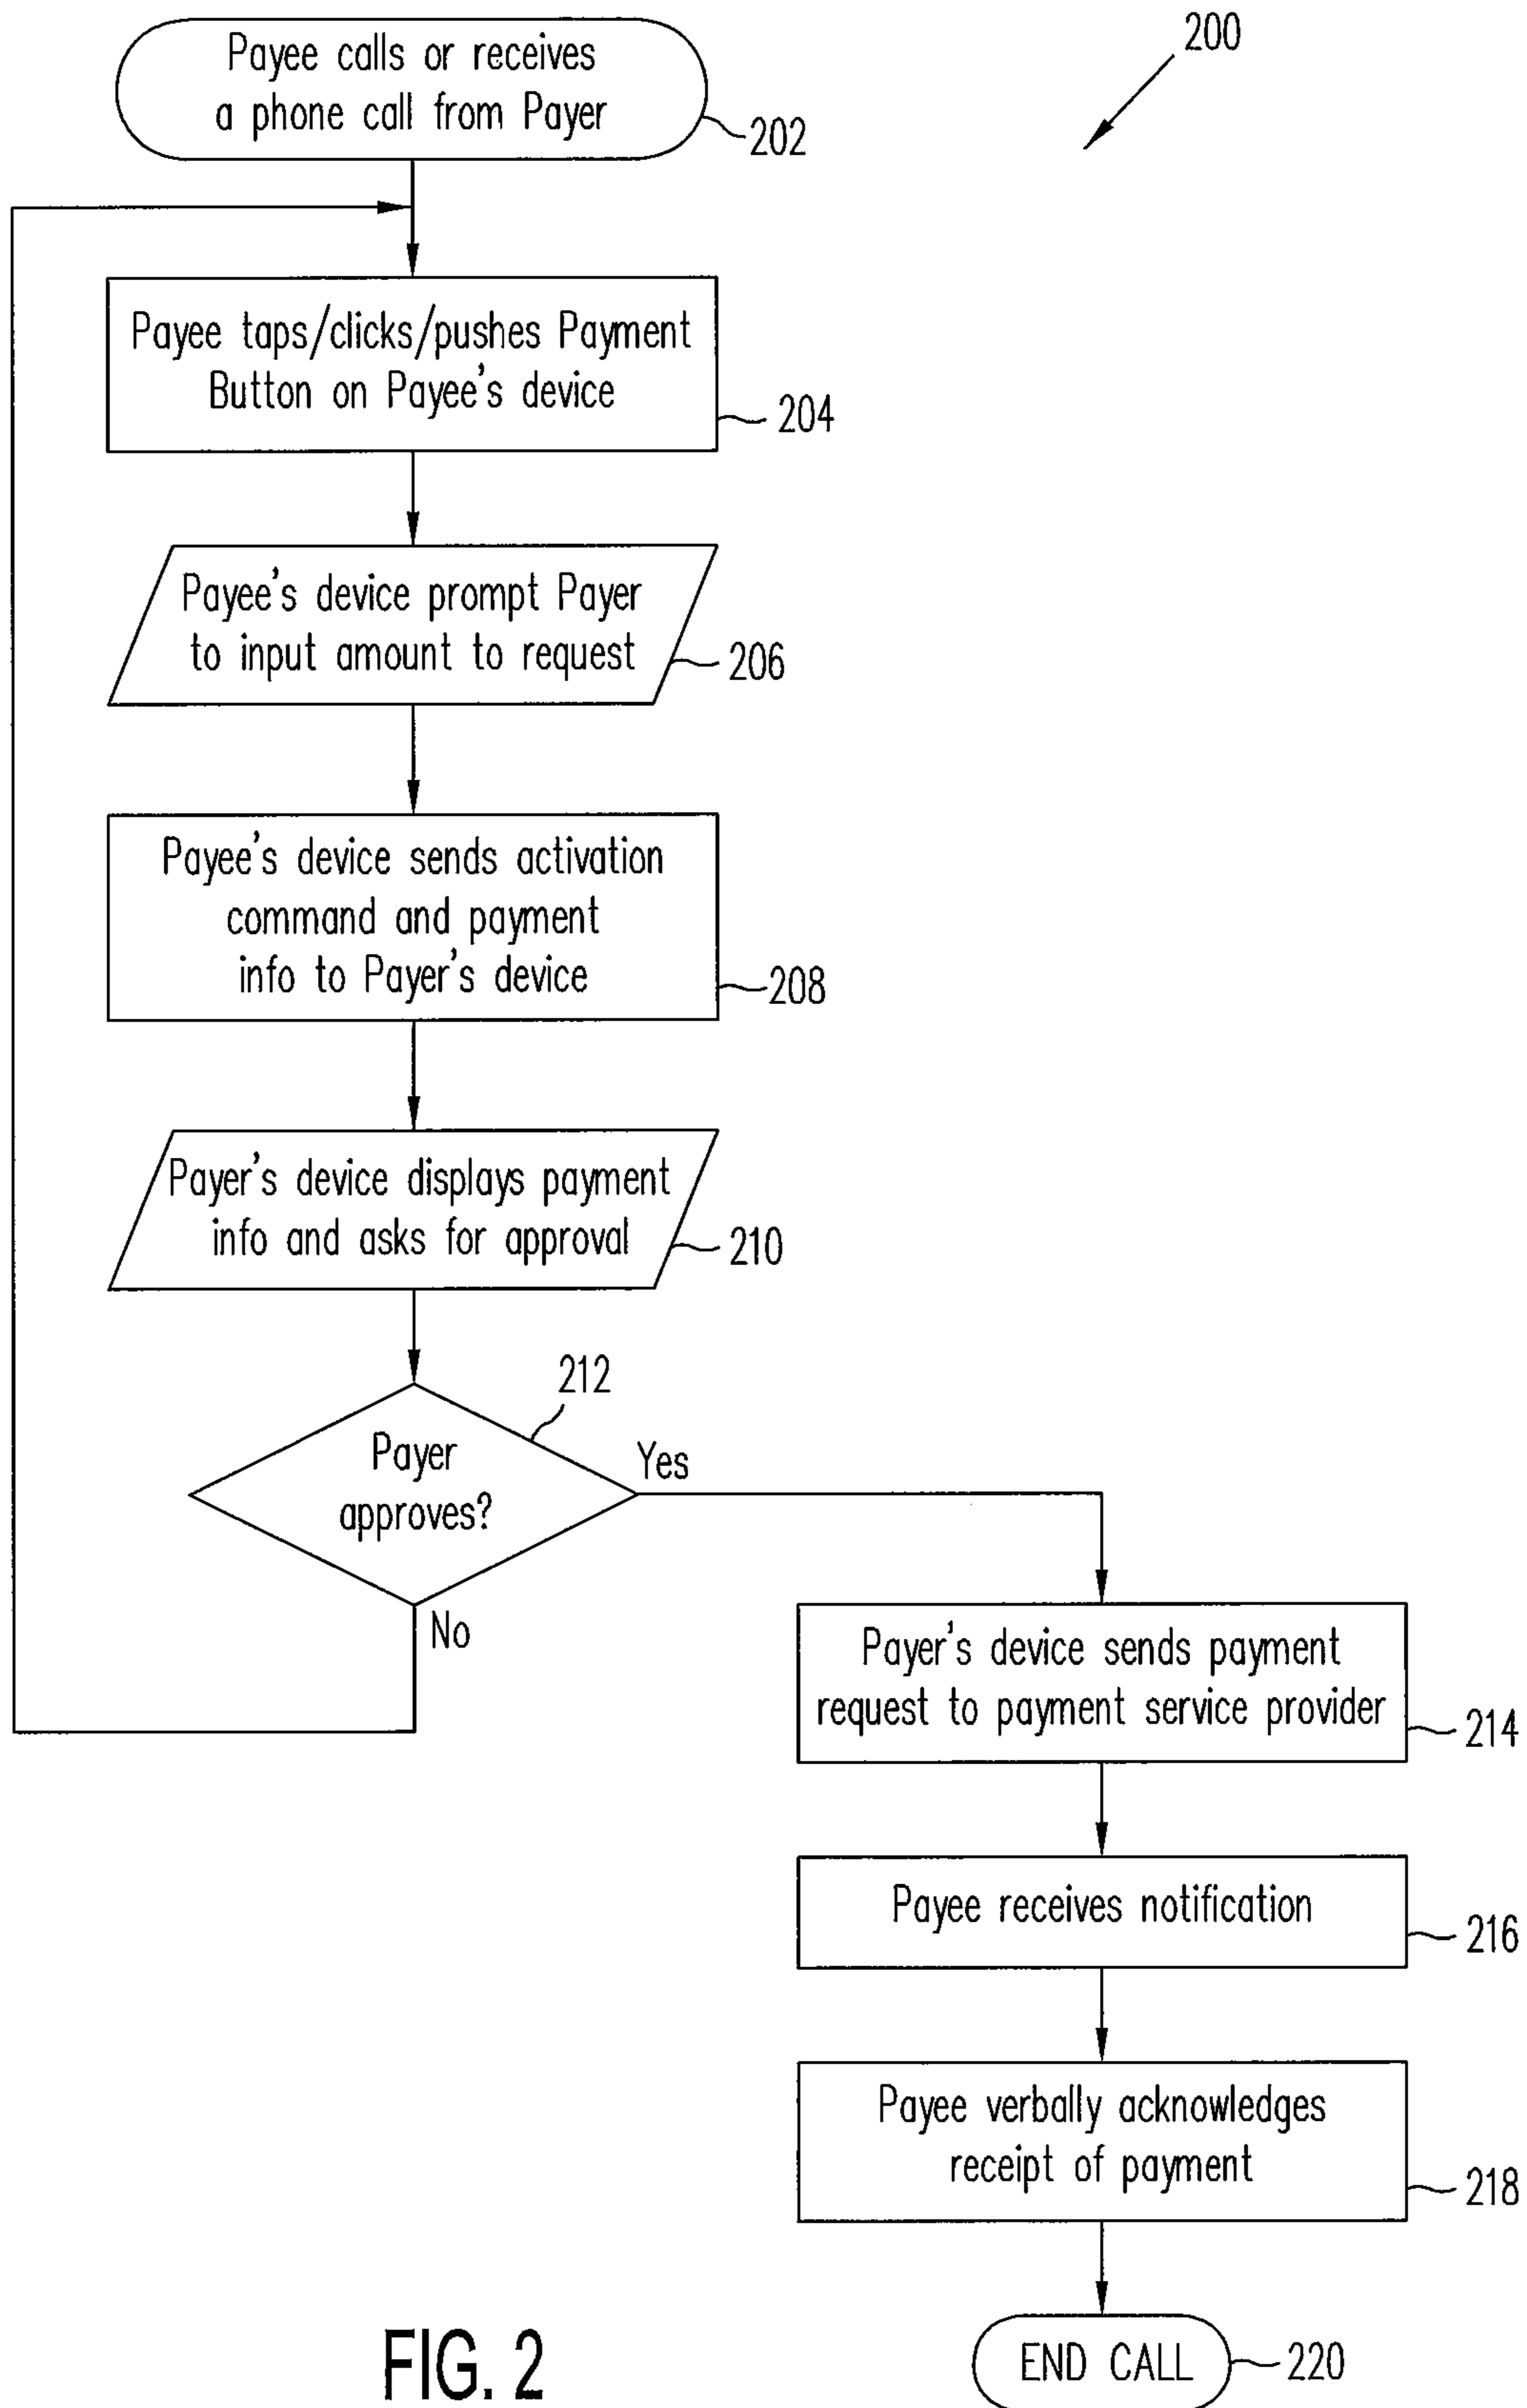 200
Payee calls or receives
a phone call from Payer
202
Payee taps/clicks/pushes Payment
Button on Payee's device
204
Payee's device prompt Payer
to input amount to request
206
Payee's device sends activation
command and payment
info to Payer's device
208
Payer's device displays payment
info and asks for approval
210
212
Payer
approves?
Yes
No
Payer's device sends payment
request to payment service provider
214
Payee receives notification
216
Payee verbally acknowledges
receipt of payment
218
END CALL
220
FIG. 2